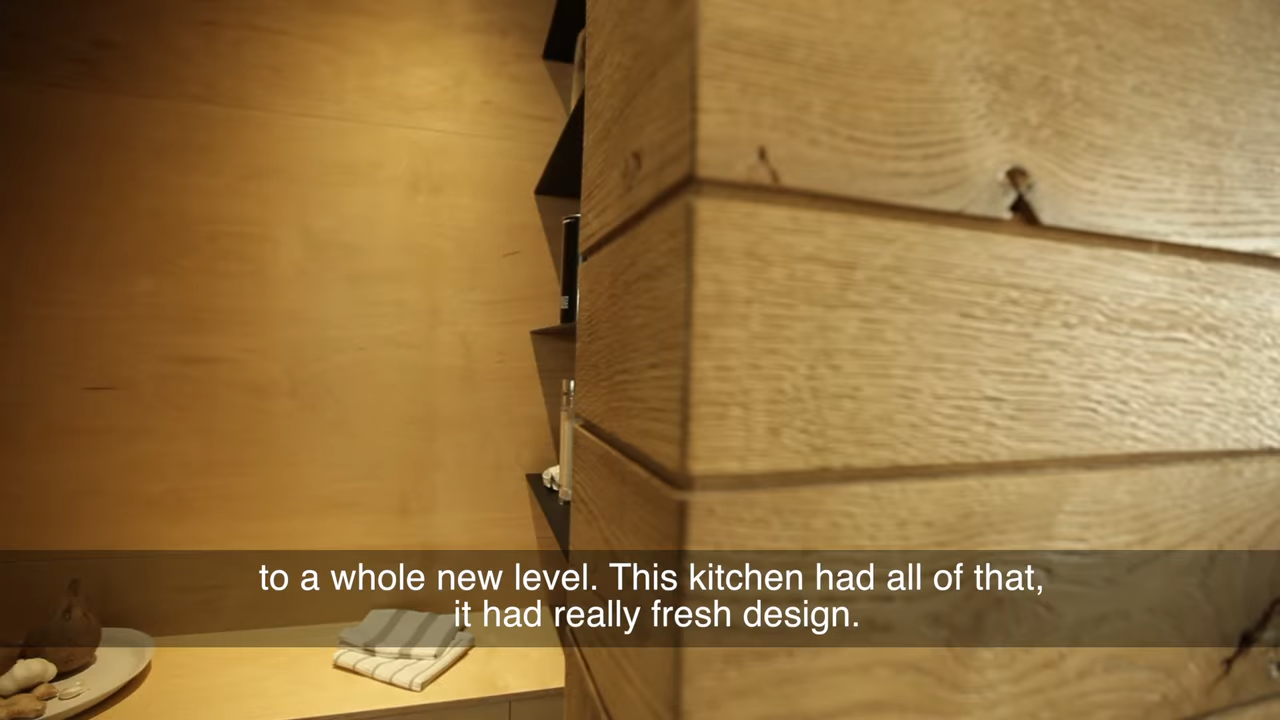 to a whole new level. This kitchen had all of that,
it had really fresh design.